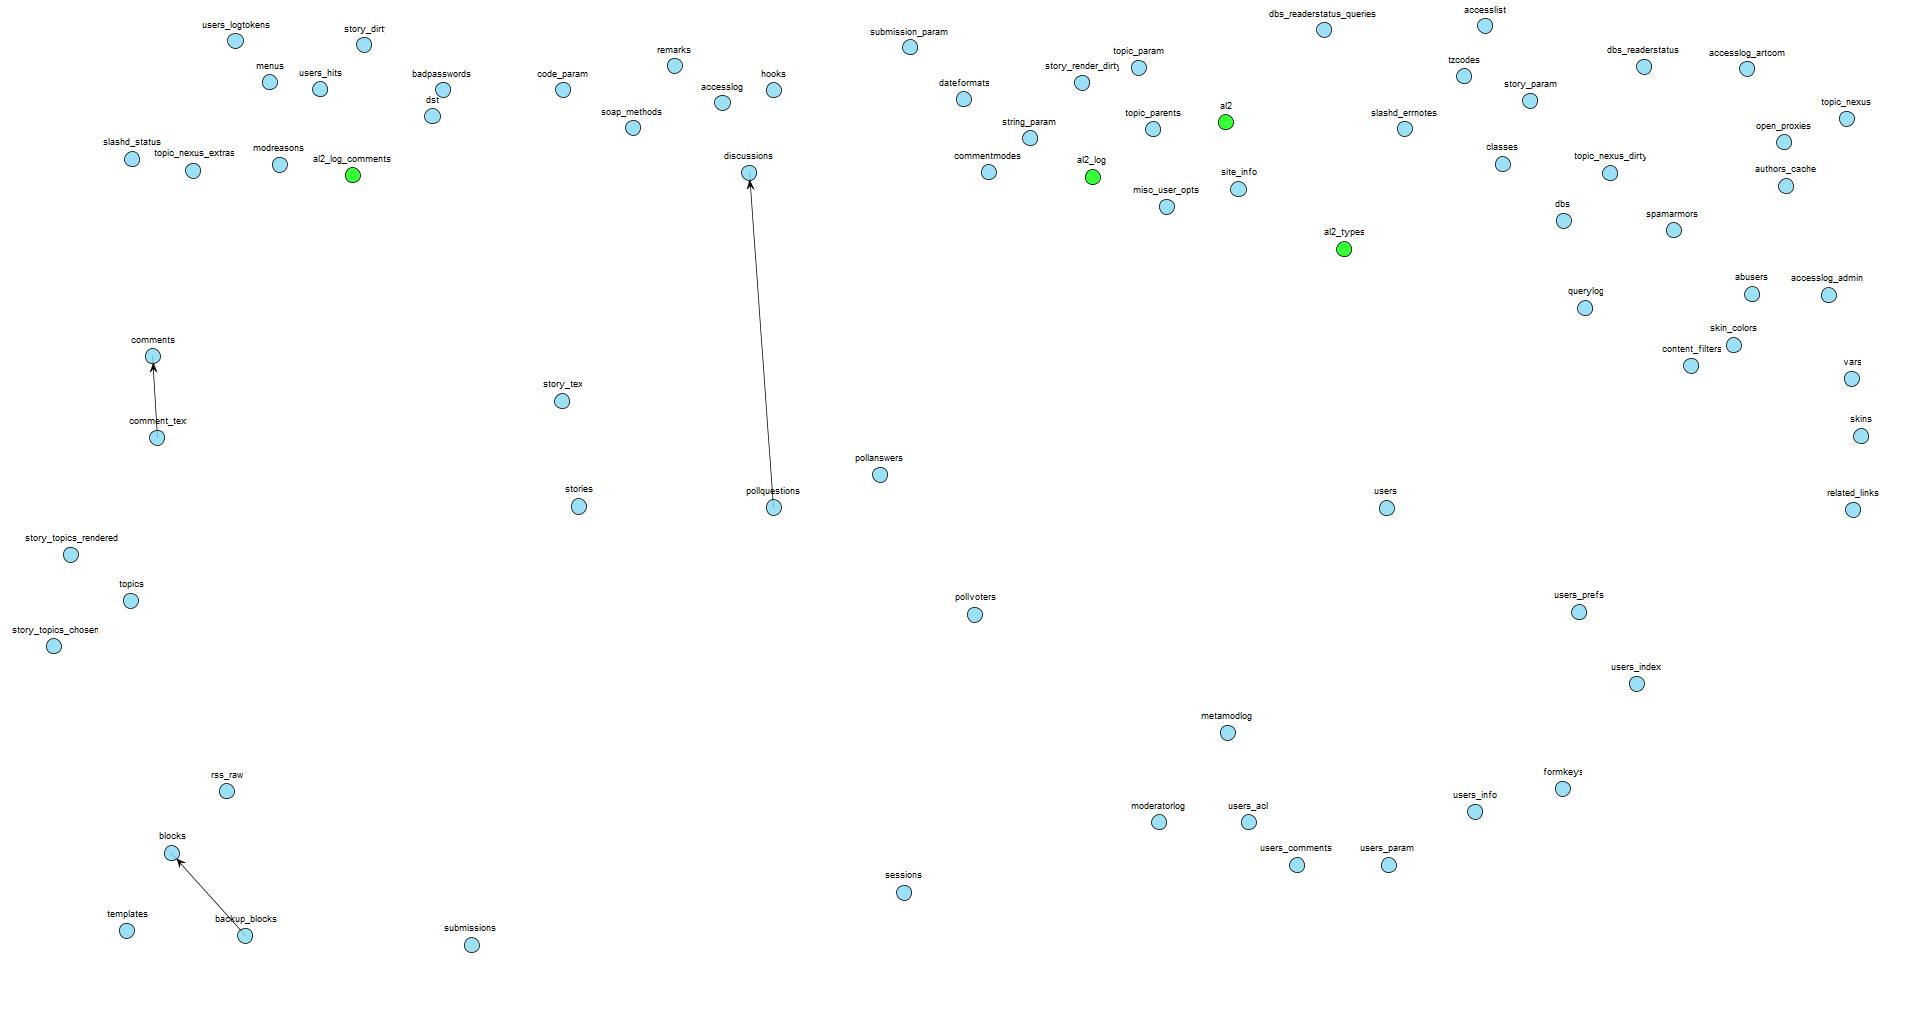 accesslist
dbs_readerstatus_queries
users_logtokens
story_dirt
submission_param
remarks
topic_param
dbs_readerstatus
accesslog_artcom
tzcodes
menus
users_hits
badpasswords
code_param
hooks
story_render_dirty
story_param
dateformats
accesslog
dst
topic_nexus
al2
soap_methods
topic_parents
slashd_errnotes
string_param
open_proxies
slashd_status
modreasons
classes
topic_nexus_extras
al2_log_comments
discussions
commentmodes
al2_log
topic_nexus_dirty
authors_cache
site_info
misc_user_opts
dbs
spamarmors
al2_types
abusers
accesslog_admin
querylog
skin_colors
comments
content_filters
vars
story_tex
comment_tex
skins
pollanswers
stories
pollquestions
users
related_links
story_topics_rendered
topics
pollvoters
users_prefs
story_topics_chosen
users_index
metamodlog
rss_raw
formkeys
users_info
moderatorlog
users_acl
blocks
users_comments
users_param
sessions
templates
backup_blocks
submissions